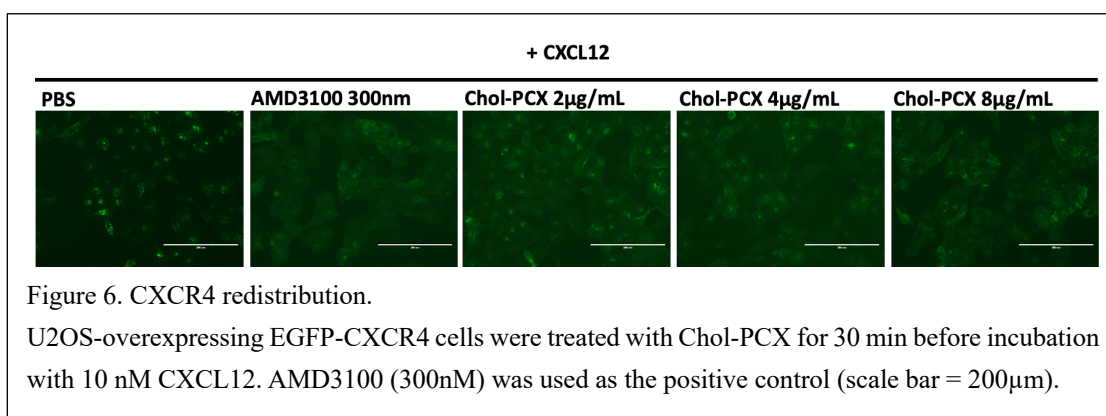 + CXCL12
PBS AMD3100 300nm Chol-PCX 2µg/mL Chol-PCX 4µg/mL Chol-PCX 8µg/mL
Figure 6. CXCR4 redistribution.
U2OS-overexpressing EGFP-CXCR4 cells were treated with Chol-PCX for 30 min before incubation
with 10 nM CXCL12. AMD3100 (300nM) was used as the positive control (scale bar = 200µm).